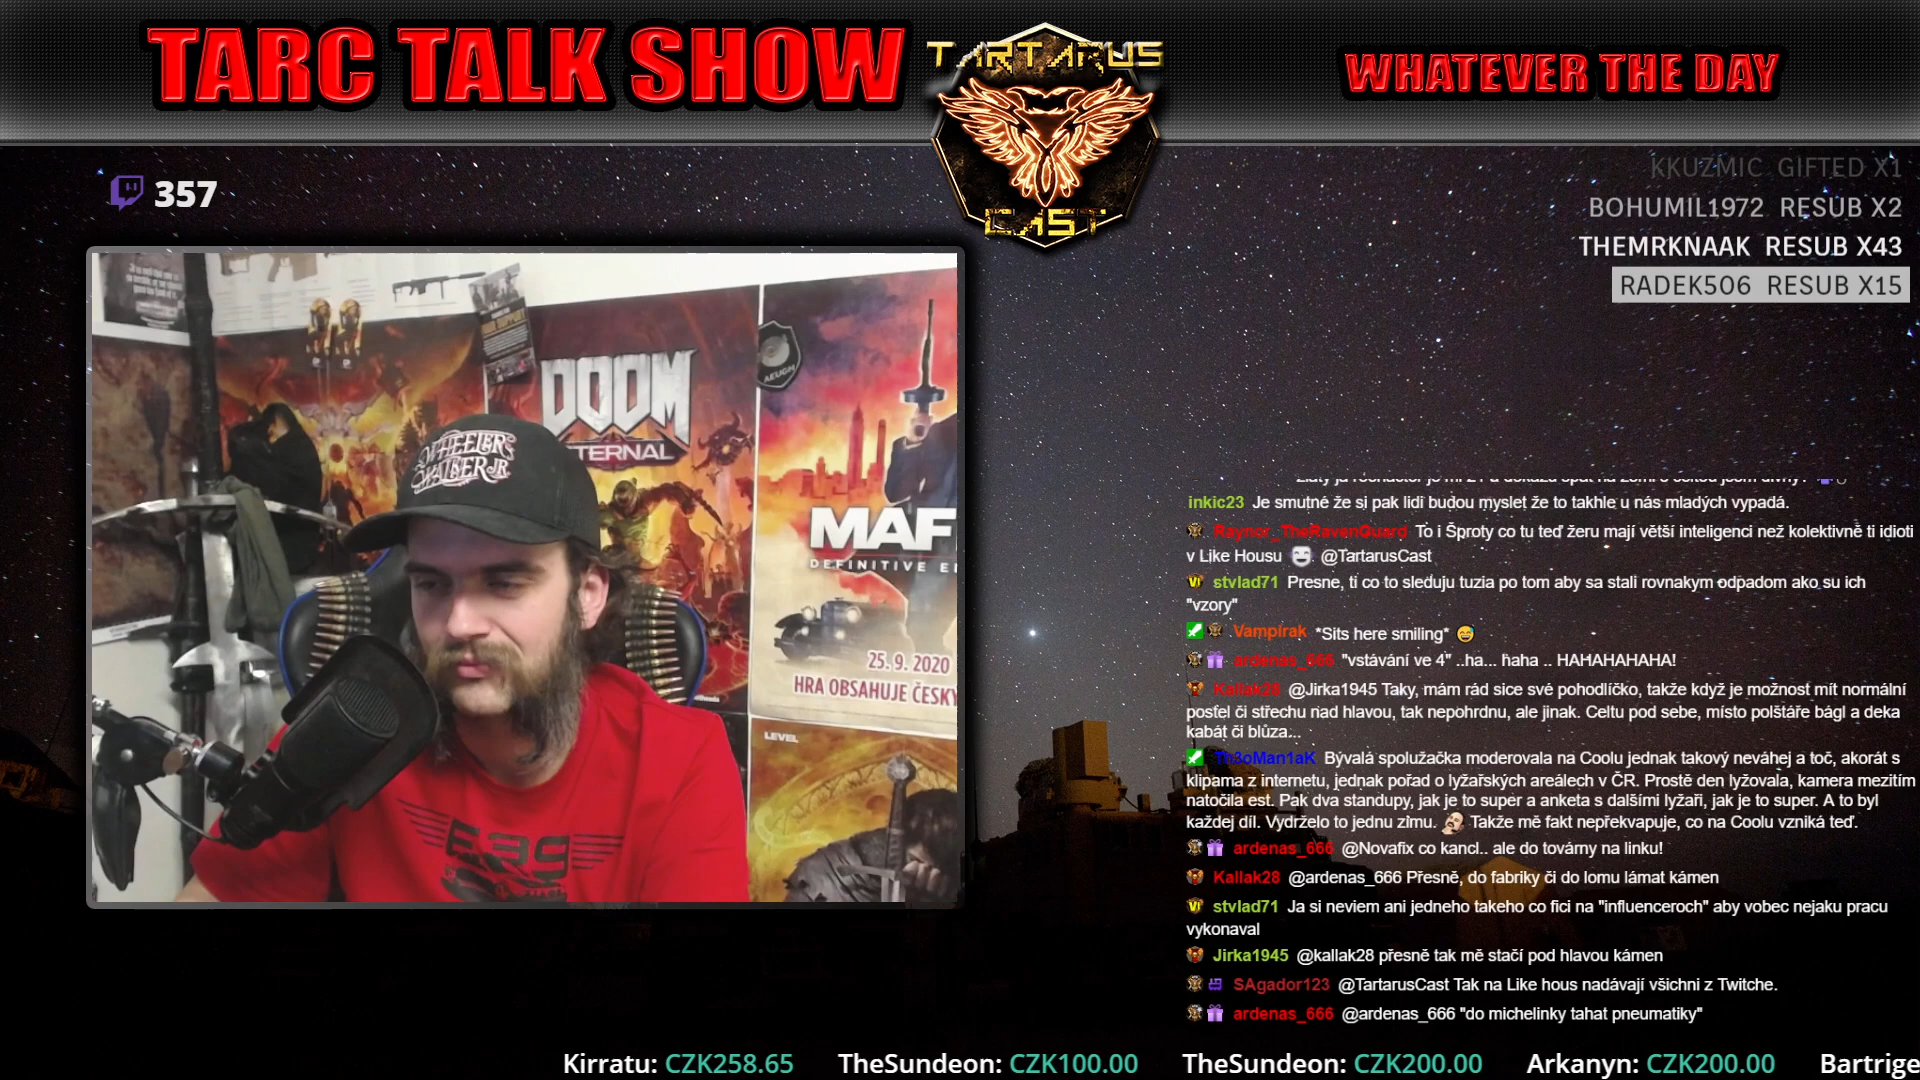 TARC TALK SHOW
TARTARUS
CAST
WHATEVER THE DAY
357
KKUZMIC GIFTED X1
BOHUMIL1972 RESUB X2
THEMRKNAAK RESUB X43
RADEK506 RESUB X15
DOOM
ETERNAL
AEUGH
WHEELER
WALKER JR
MAF
DEFINITIVE E
25. 9. 2020
HRA OBSAHUJE ČESKY
LEVEL
E39
inkic23 Je smutné že si pak lidi budou myslet že to takhle u nás mladých vypadá.
Raynor_TheRavenGuard To i Šproty co tu teď žeru mají větší inteligenci než kolektivně ti idioti
v Like Housu @TartarusCast
stvlad71 Presne, tí co to sleduju tuzia po tom aby sa stali rovnakym odpadom ako su ich
"vzory"
Vampirak *Sits here smiling*
ardenas_666 "vstávání ve 4" ..ha... haha .. HAHAHAHAHA!
Kallak28 @Jirka1945 Taky, mám rád sice své pohodlíčko, takže když je možnost mít normální
postel či střechu nad hlavou, tak nepohrdnu, ale jinak. Celtu pod sebe, místo polštáře bágl a deka
kabát či blůza...
Th3oMan1aK Bývalá spolužačka moderovala na Coolu jednak takový neváhej a toč, akorát s
klipama z internetu, jednak pořad o lyžařských areálech v ČR. Prostě den lyžovala, kamera mezitím
natočila est. Pak dva standupy, jak je to super a anketa s dalšími lyžaři, jak je to super. A to byl
každej díl. Vydrželo to jednu zimu. Takže mě fakt nepřekvapuje, co na Coolu vzniká teď.
ardenas_666 @Novafix co kancl.. ale do továrny na linku!
Kallak28 @ardenas_666 Přesně, do fabriky či do lomu lámat kámen
stvlad71 Ja si neviem ani jedneho takeho co fici na "influenceroch" aby vobec nejaku pracu
vykonaval
Jirka1945 @kallak28 přesně tak mě stačí pod hlavou kámen
SAgador123 @TartarusCast Tak na Like hous nadávají všichni z Twitche.
ardenas_666 @ardenas_666 "do michelinky tahat pneumatiky"
Kirratu: CZK258.65 TheSundeon: CZK100.00 TheSundeon: CZK200.00 Arkanyn: CZK200.00 Bartrige